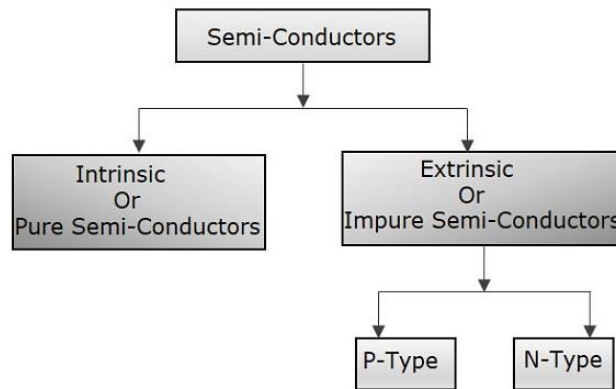 Semi-Conductors
Intrinsic
Or
Pure Semi-Conductors
Extrinsic
Or
Impure Semi-Conductors
P-Type
N-Type